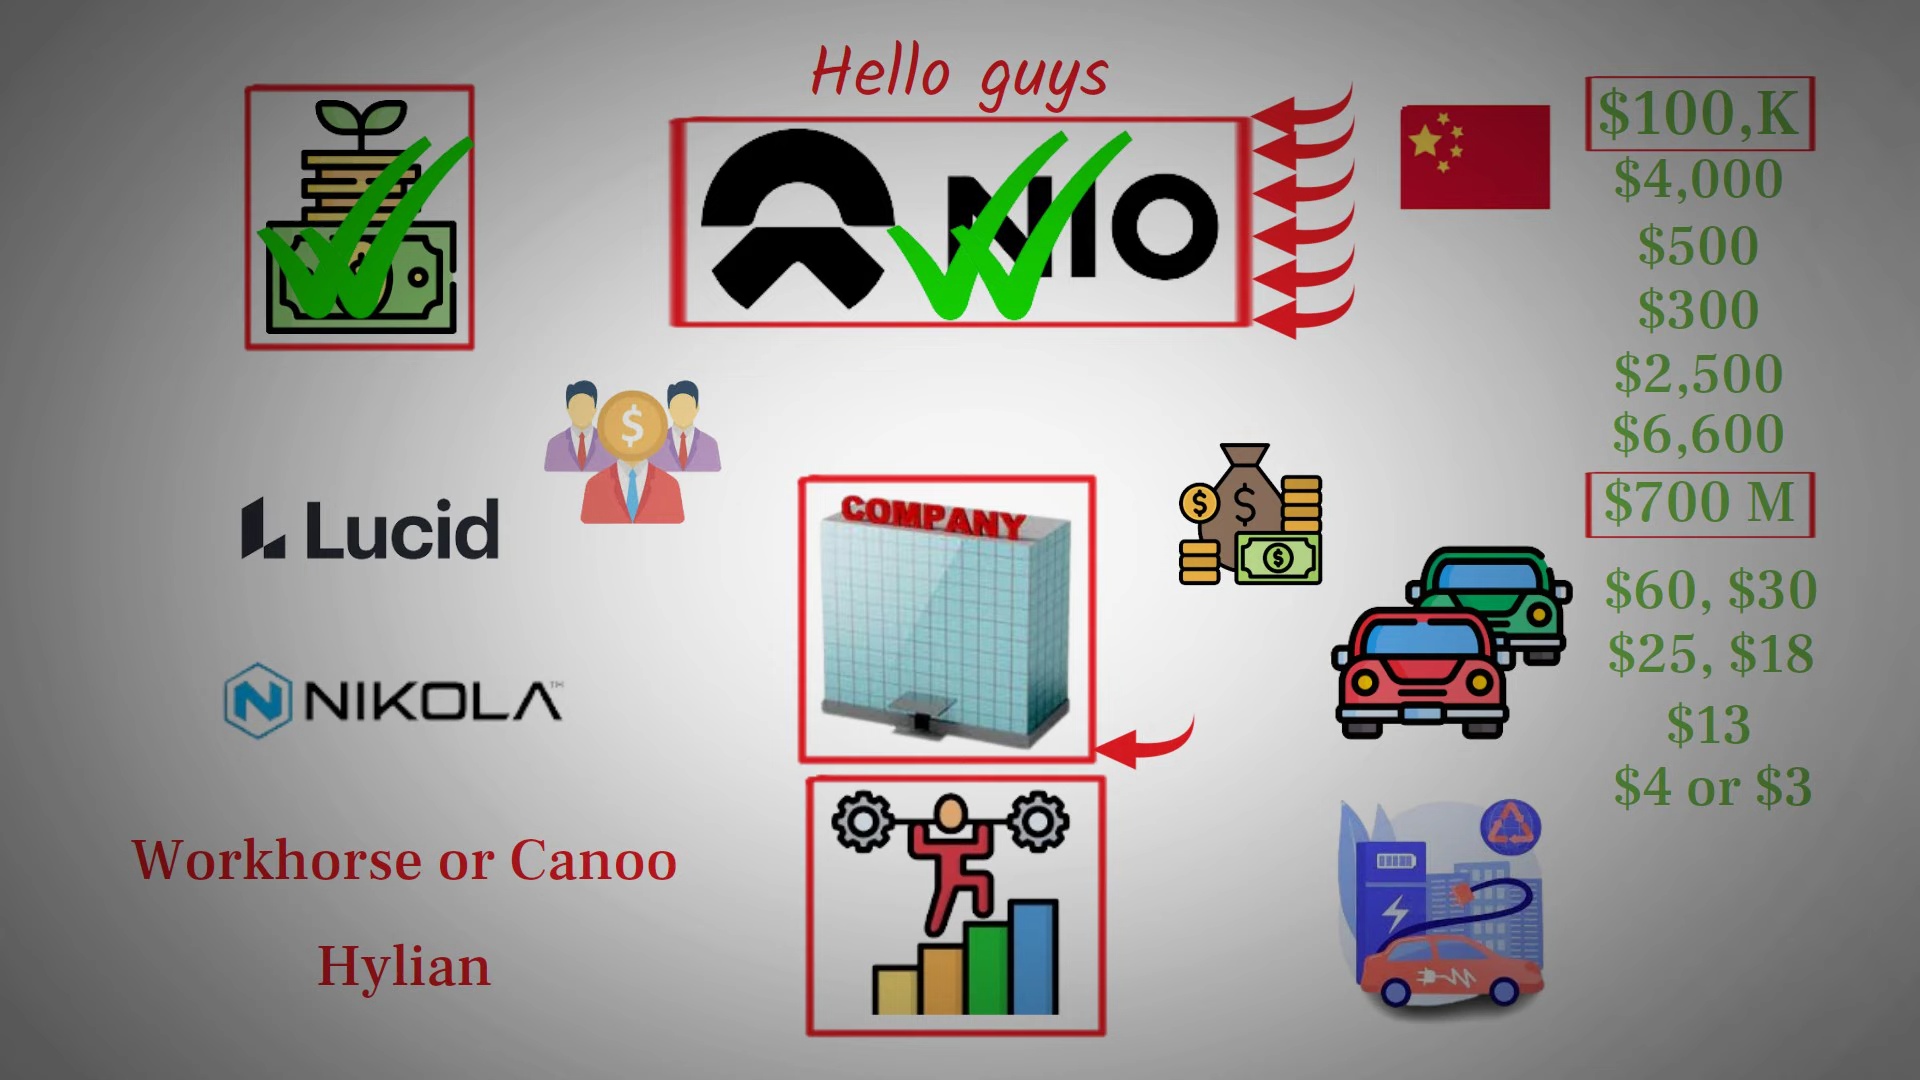 Hello guys
NIO
$100,K
$4,000
$500
$300
$2,500
$6,600
$700 M
$60, $30
$25, $18
$13
$4 or $3
COMPANY
Lucid
NIKOLA™
Workhorse or Canoo
Hylian